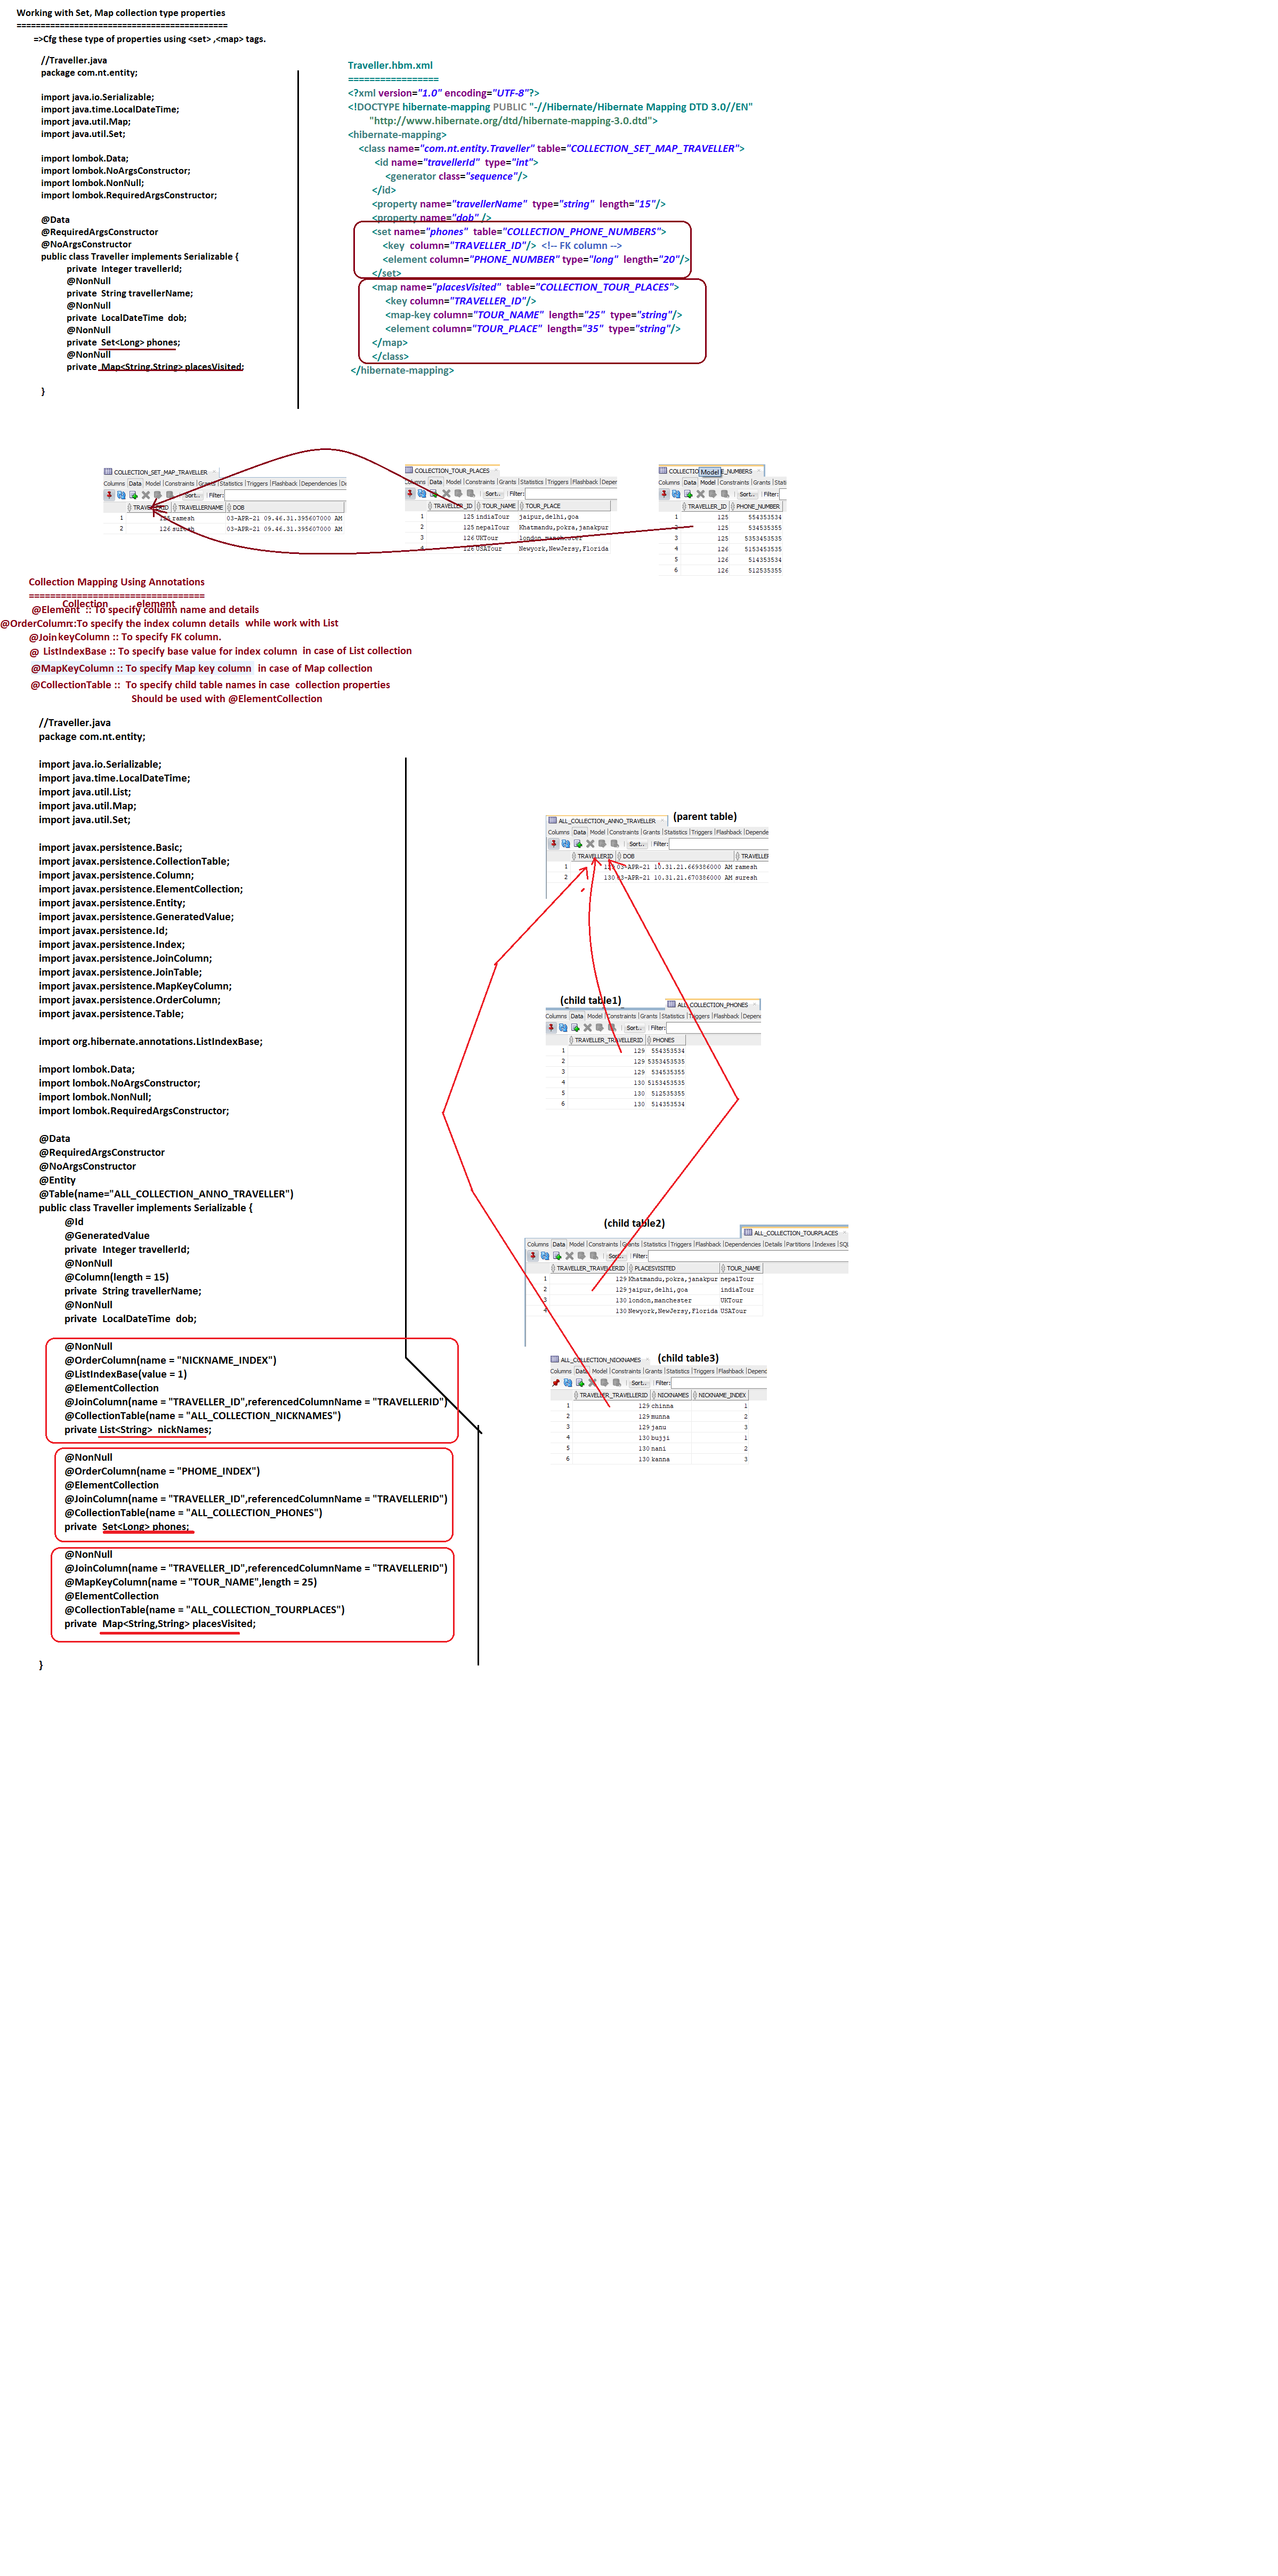 Working with Set, Map collection type properties
============================================
=>Cfg these type of properties using <set> ,<map> tags.
//Traveller.java
package com.nt.entity;
import java.io.Serializable;
import java.time.LocalDateTime;
import java.util.Map;
import java.util.Set;
import lombok.Data;
import lombok.NoArgsConstructor;
import lombok.NonNull;
import lombok.RequiredArgsConstructor;
@Data
@RequiredArgsConstructor
@NoArgsConstructor
public class Traveller implements Serializable {
private Integer travellerId;
@NonNull
private String travellerName;
@NonNull
private LocalDateTime dob;
@NonNull
private Set<Long> phones;
@NonNull
private Map<String,String> placesVisited;
}
Traveller.hbm.xml
=================
<?xml version="1.0" encoding="UTF-8"?>
<!DOCTYPE hibernate-mapping PUBLIC "-//Hibernate/Hibernate Mapping DTD 3.0//EN"
"http://www.hibernate.org/dtd/hibernate-mapping-3.0.dtd">
<hibernate-mapping>
<class name="com.nt.entity.Traveller" table="COLLECTION_SET_MAP_TRAVELLER">
<id name="travellerId" type="int">
<generator class="sequence"/>
</id>
<property name="travellerName" type="string" length="15"/>
<property name="dob" />
<set name="phones" table="COLLECTION_PHONE_NUMBERS">
<key column="TRAVELLER_ID"/> <!-- FK column -->
<element column="PHONE_NUMBER" type="long" length="20"/>
</set>
<map name="placesVisited" table="COLLECTION_TOUR_PLACES">
<key column="TRAVELLER_ID"/>
<map-key column="TOUR_NAME" length="25" type="string"/>
<element column="TOUR_PLACE" length="35" type="string"/>
</map>
</class>
</hibernate-mapping>
COLLECTION_SET_MAP_TRAVELLER
Columns Data Model Constraints Grants Statistics Triggers Flashback Dependencies
Sort.. Filter:
TRAVELLERID TRAVELLERNAME DOB
1 125 ramesh 03-APR-21 09.46.31.395607000 AM
2 126 suresh 03-APR-21 09.46.31.395607000 AM
COLLECTION_TOUR_PLACES
Columns Data Model Constraints Grants Statistics Triggers Flashback
Sort.. Filter:
TRAVELLER_ID TOUR_NAME TOUR_PLACE
1 125 indiaTour jaipur,delhi,goa
2 125 nepalTour Khatmandu,pokra,janakpur
3 126 UKTour london,manchester
4 126 USATour Newyork,NewJersy,Florida
COLLECTIO Model E_NUMBERS
Columns Data Model Constraints Grants
Sort.. Filter:
TRAVELLER_ID PHONE_NUMBER
1 125 554353534
2 125 534535355
3 125 5353453535
4 126 5153453535
5 126 514353534
6 126 512535355
Collection Mapping Using Annotations
=================================
Collection element
@Element :: To specify column name and details
@OrderColumn::To specify the index column details while work with List
@Join keyColumn :: To specify FK column.
@ ListIndexBase :: To specify base value for index column in case of List collection
@MapKeyColumn :: To specify Map key column in case of Map collection
@CollectionTable :: To specify child table names in case collection properties
Should be used with @ElementCollection
//Traveller.java
package com.nt.entity;
import java.io.Serializable;
import java.time.LocalDateTime;
import java.util.List;
import java.util.Map;
import java.util.Set;
import javax.persistence.Basic;
import javax.persistence.CollectionTable;
import javax.persistence.Column;
import javax.persistence.ElementCollection;
import javax.persistence.Entity;
import javax.persistence.GeneratedValue;
import javax.persistence.Id;
import javax.persistence.Index;
import javax.persistence.JoinColumn;
import javax.persistence.JoinTable;
import javax.persistence.MapKeyColumn;
import javax.persistence.OrderColumn;
import javax.persistence.Table;
import org.hibernate.annotations.ListIndexBase;
import lombok.Data;
import lombok.NoArgsConstructor;
import lombok.NonNull;
import lombok.RequiredArgsConstructor;
@Data
@RequiredArgsConstructor
@NoArgsConstructor
@Entity
@Table(name="ALL_COLLECTION_ANNO_TRAVELLER")
public class Traveller implements Serializable {
@Id
@GeneratedValue
private Integer travellerId;
@NonNull
@Column(length = 15)
private String travellerName;
@NonNull
private LocalDateTime dob;
@NonNull
@OrderColumn(name = "NICKNAME_INDEX")
@ListIndexBase(value = 1)
@ElementCollection
@JoinColumn(name = "TRAVELLER_ID",referencedColumnName = "TRAVELLERID")
@CollectionTable(name = "ALL_COLLECTION_NICKNAMES")
private List<String> nickNames;
@NonNull
@OrderColumn(name = "PHOME_INDEX")
@ElementCollection
@JoinColumn(name = "TRAVELLER_ID",referencedColumnName = "TRAVELLERID")
@CollectionTable(name = "ALL_COLLECTION_PHONES")
private Set<Long> phones;
@NonNull
@JoinColumn(name = "TRAVELLER_ID",referencedColumnName = "TRAVELLERID")
@MapKeyColumn(name = "TOUR_NAME",length = 25)
@ElementCollection
@CollectionTable(name = "ALL_COLLECTION_TOURPLACES")
private Map<String,String> placesVisited;
}
ALL_COLLECTION_ANNO_TRAVELLER (parent table)
Columns Data Model Constraints Grants Statistics Triggers Flashback
Sort.. Filter:
TRAVELLERID DOB
1 129 03-APR-21 10.31.21.669386000 AM ramesh
2 130 03-APR-21 10.31.21.670386000 AM suresh
(child table1) ALL_COLLECTION_PHONES
Columns Data Model Constraints Grants Statistics Triggers Flashback
Sort.. Filter:
TRAVELLER_TRAVELLERID PHONES
1 129 554353534
2 129 5353453535
3 129 534535355
4 130 5153453535
5 130 512535355
6 130 514353534
(child table2) ALL_COLLECTION_TOURPLACES
Columns Data Model Constraints Grants Statistics Triggers Flashback Dependencies Details Partitions Indexes
Sort.. Filter:
TRAVELLER_TRAVELLERID PLACESVISITED TOUR_NAME
1 129 Khatmandu,pokra,janakpur nepalTour
2 129 jaipur,delhi,goa indiaTour
3 130 london,manchester UKTour
4 130 Newyork,NewJersy,Florida USATour
ALL_COLLECTION_NICKNAMES (child table3)
Columns Data Model Constraints Grants Statistics Triggers Flashback
Sort.. Filter:
TRAVELLER_TRAVELLERID NICKNAMES NICKNAME_INDEX
1 129 chinna 1
2 129 munna 2
3 129 janu 3
4 130 bujji 1
5 130 nani 2
6 130 kanna 3